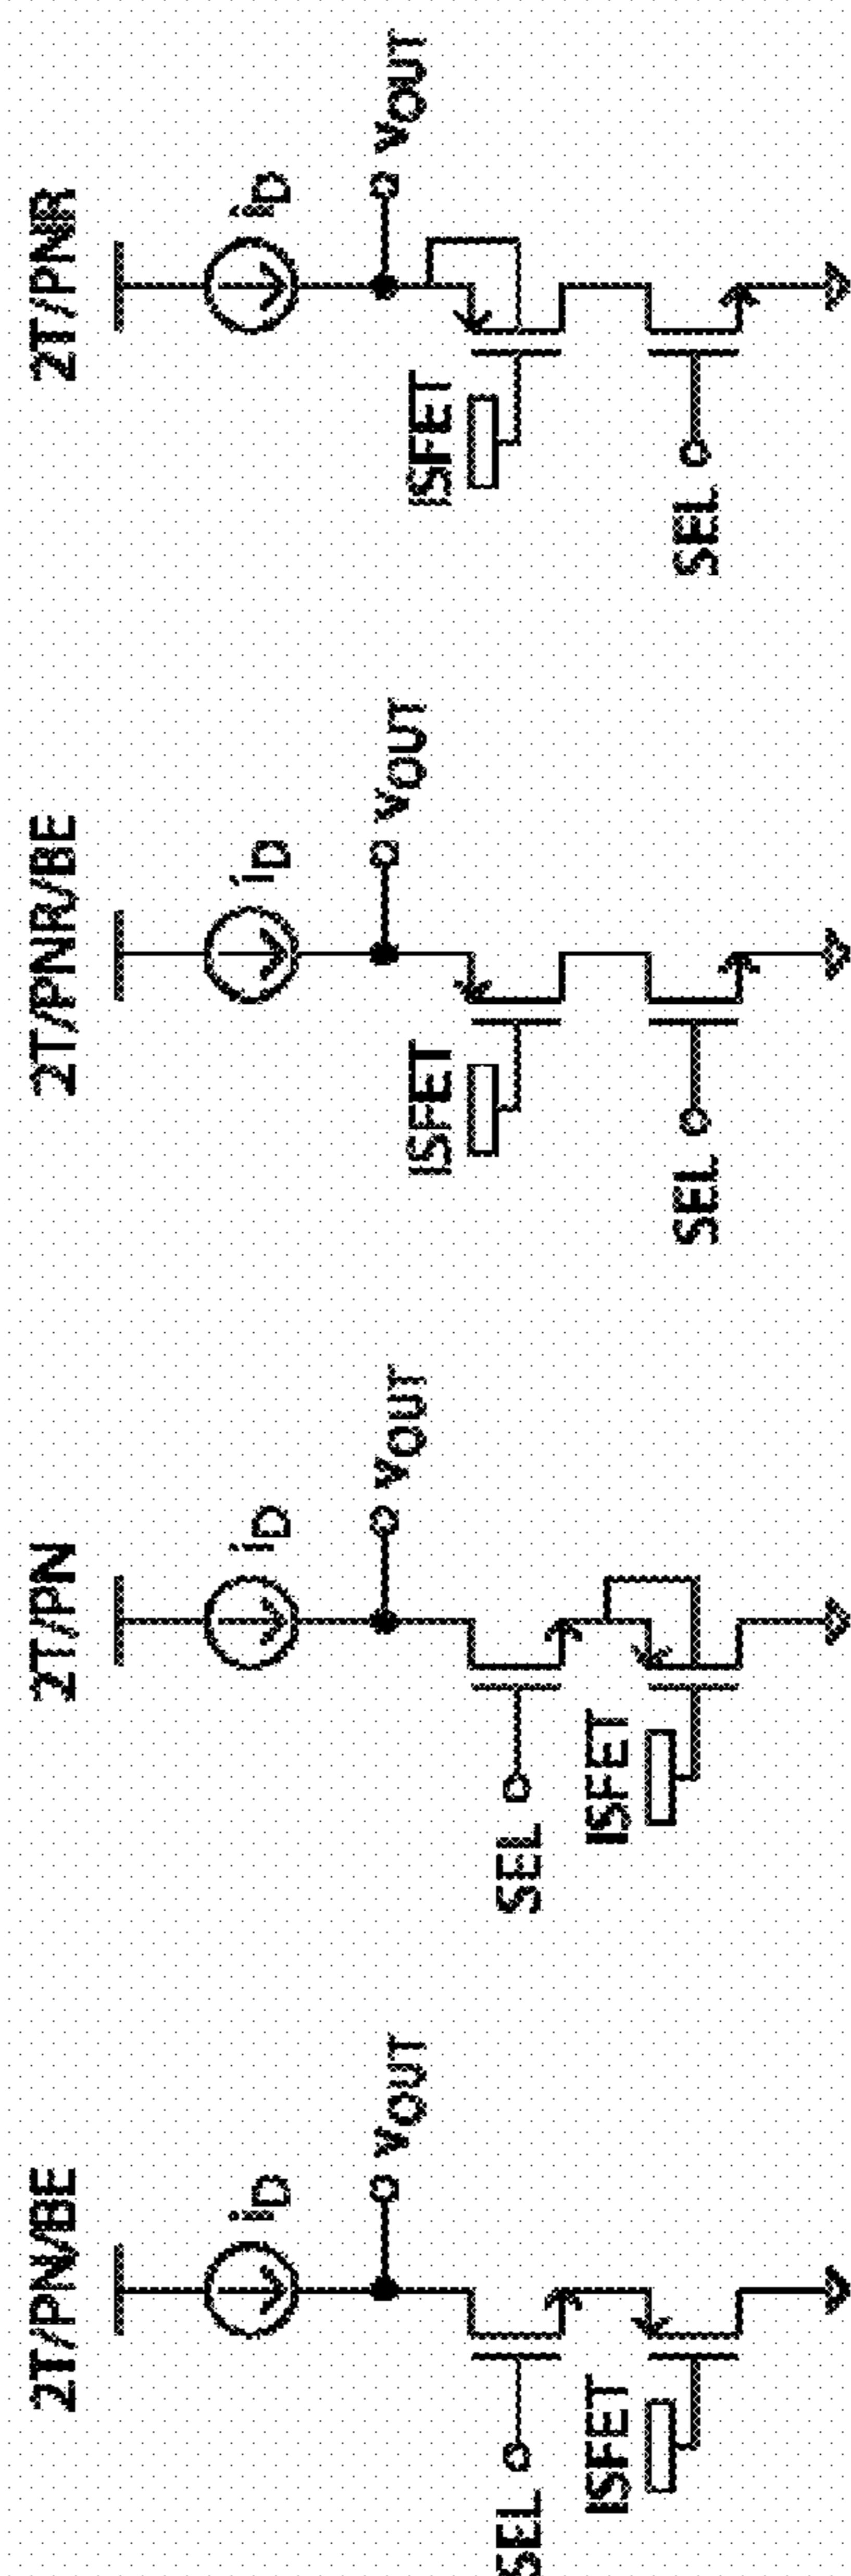 2T/PNR
iD
VOUT
ISFET
SEL
2T/PNR/BE
iD
VOUT
ISFET
SEL
2T/PN
iD
VOUT
SEL
ISFET
2T/PN/BE
iD
VOUT
SEL
ISFET